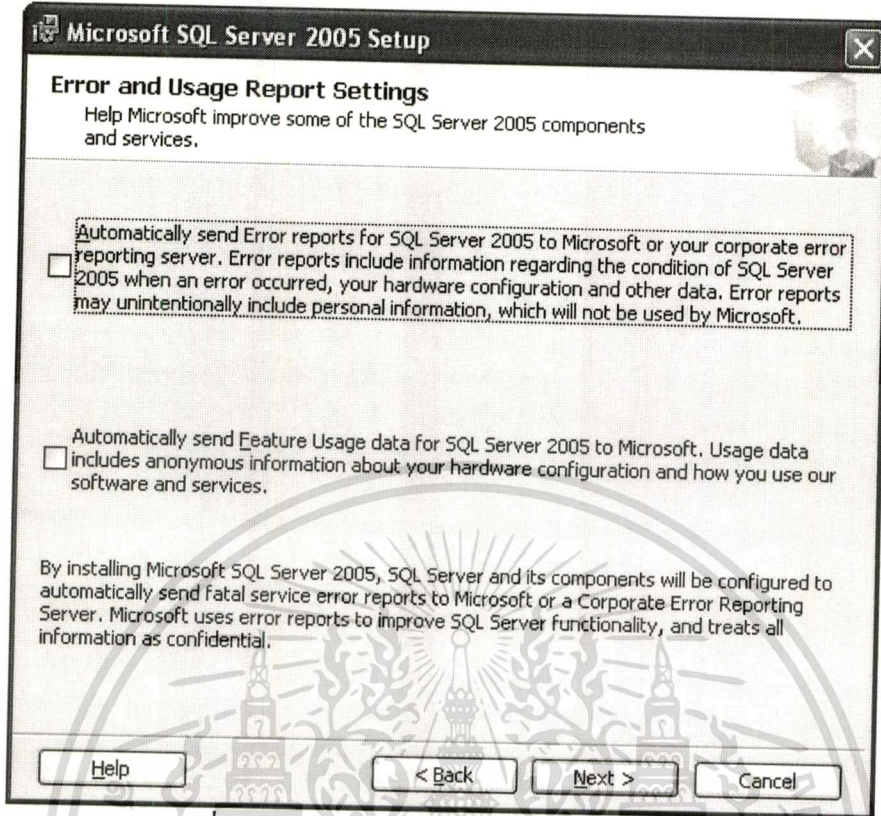 Microsoft SQL Server 2005 Setup
Error and Usage Report Settings
Help Microsoft improve some of the SQL Server 2005 components
and services.
Automatically send Error reports for SQL Server 2005 to Microsoft or your corporate error
reporting server. Error reports include information regarding the condition of SQL Server
2005 when an error occurred, your hardware configuration and other data. Error reports
may unintentionally include personal information, which will not be used by Microsoft.
Automatically send Feature Usage data for SQL Server 2005 to Microsoft. Usage data
includes anonymous information about your hardware configuration and how you use our
software and services.
By installing Microsoft SQL Server 2005, SQL Server and its components will be configured to
automatically send fatal service error reports to Microsoft or a Corporate Error Reporting
Server. Microsoft uses error reports to improve SQL Server functionality, and treats all
information as confidential.
Help
< Back
Next >
Cancel